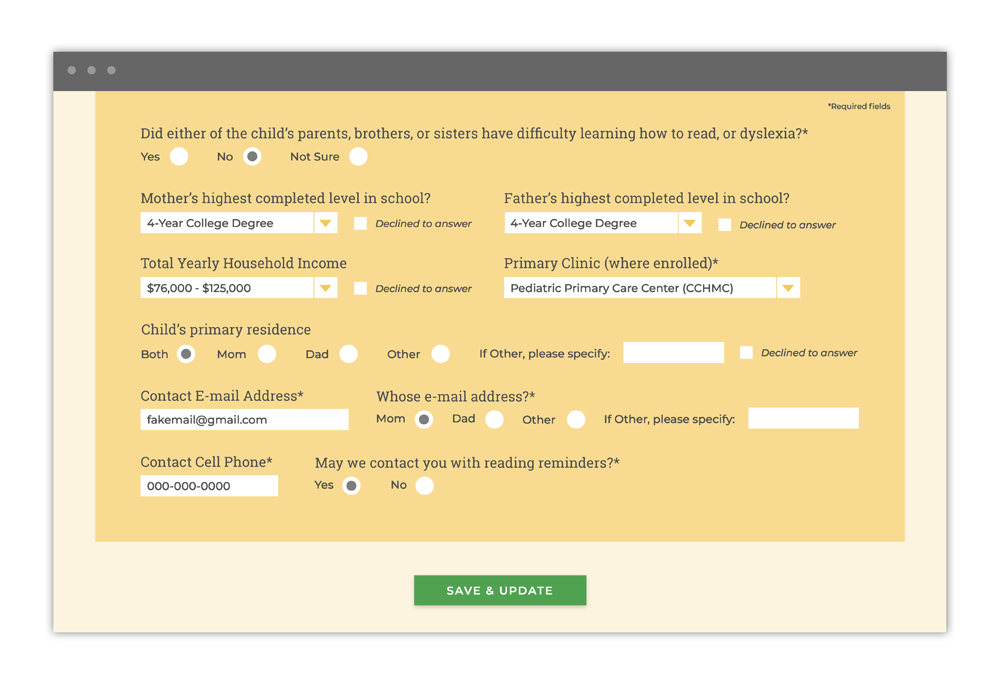 *Required fields
Did either of the child's parents, brothers, or sisters have difficulty learning how to read, or dyslexia?*
Yes No Not Sure
Mother's highest completed level in school? Father's highest completed level in school?
4-Year College Degree Declined to answer 4-Year College Degree Declined to answer
Total Yearly Household Income Primary Clinic (where enrolled)*
$76,000 - $125,000 Declined to answer Pediatric Primary Care Center (CCHMC)
Child's primary residence
Both Mom Dad Other If Other, please specify: Declined to answer
Contact E-mail Address* Whose e-mail address?*
fakemail@gmail.com Mom Dad Other If Other, please specify:
Contact Cell Phone* May we contact you with reading reminders?*
000-000-0000 Yes No
SAVE & UPDATE